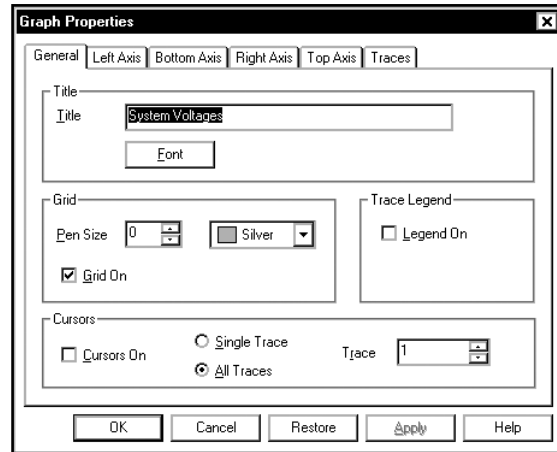 Graph Properties
General Left Axis Bottom Axis Right Axis Top Axis Traces
Title
Title System Voltages
Font
Grid
Pen Size 0 Silver
Grid On
Trace Legend
Legend On
Cursors
Cursors On
Single Trace
All Traces
Trace 1
OK Cancel Restore Apply Help